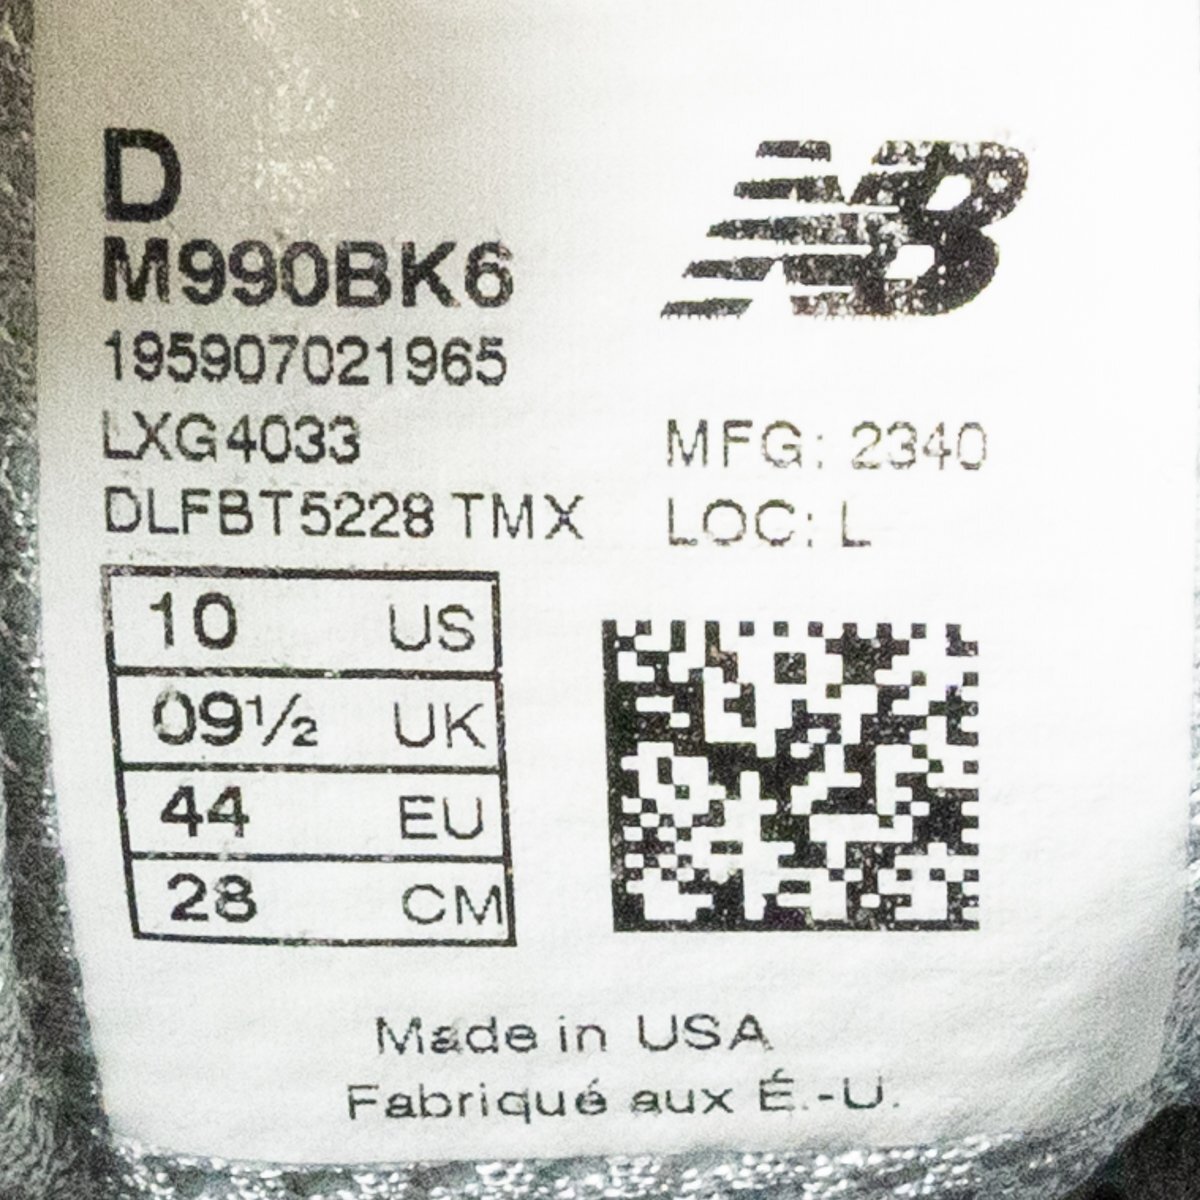 D
M990BK6
195907021965
LXG4033
DLFBT5228 TMX
NB
MFG: 2340
LOC: L
10 US
09½ UK
44 EU
28 CM
Made in USA
Fabriqué aux É.-U.